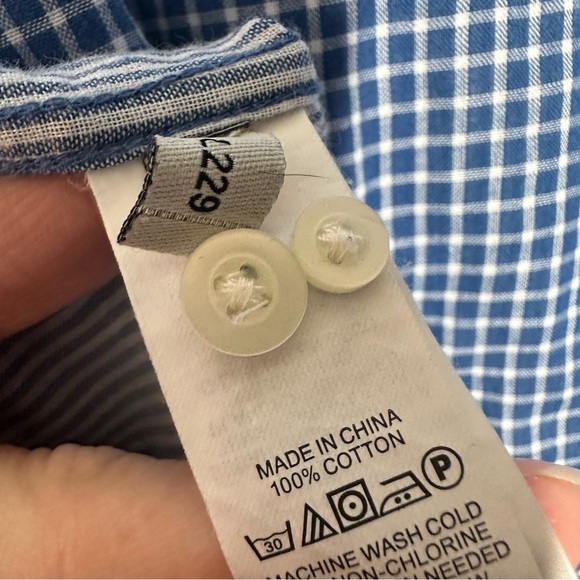 L229
MADE IN CHINA
100% COTTON
30 P
MACHINE WASH COLD
NON-CHLORINE
NEEDED